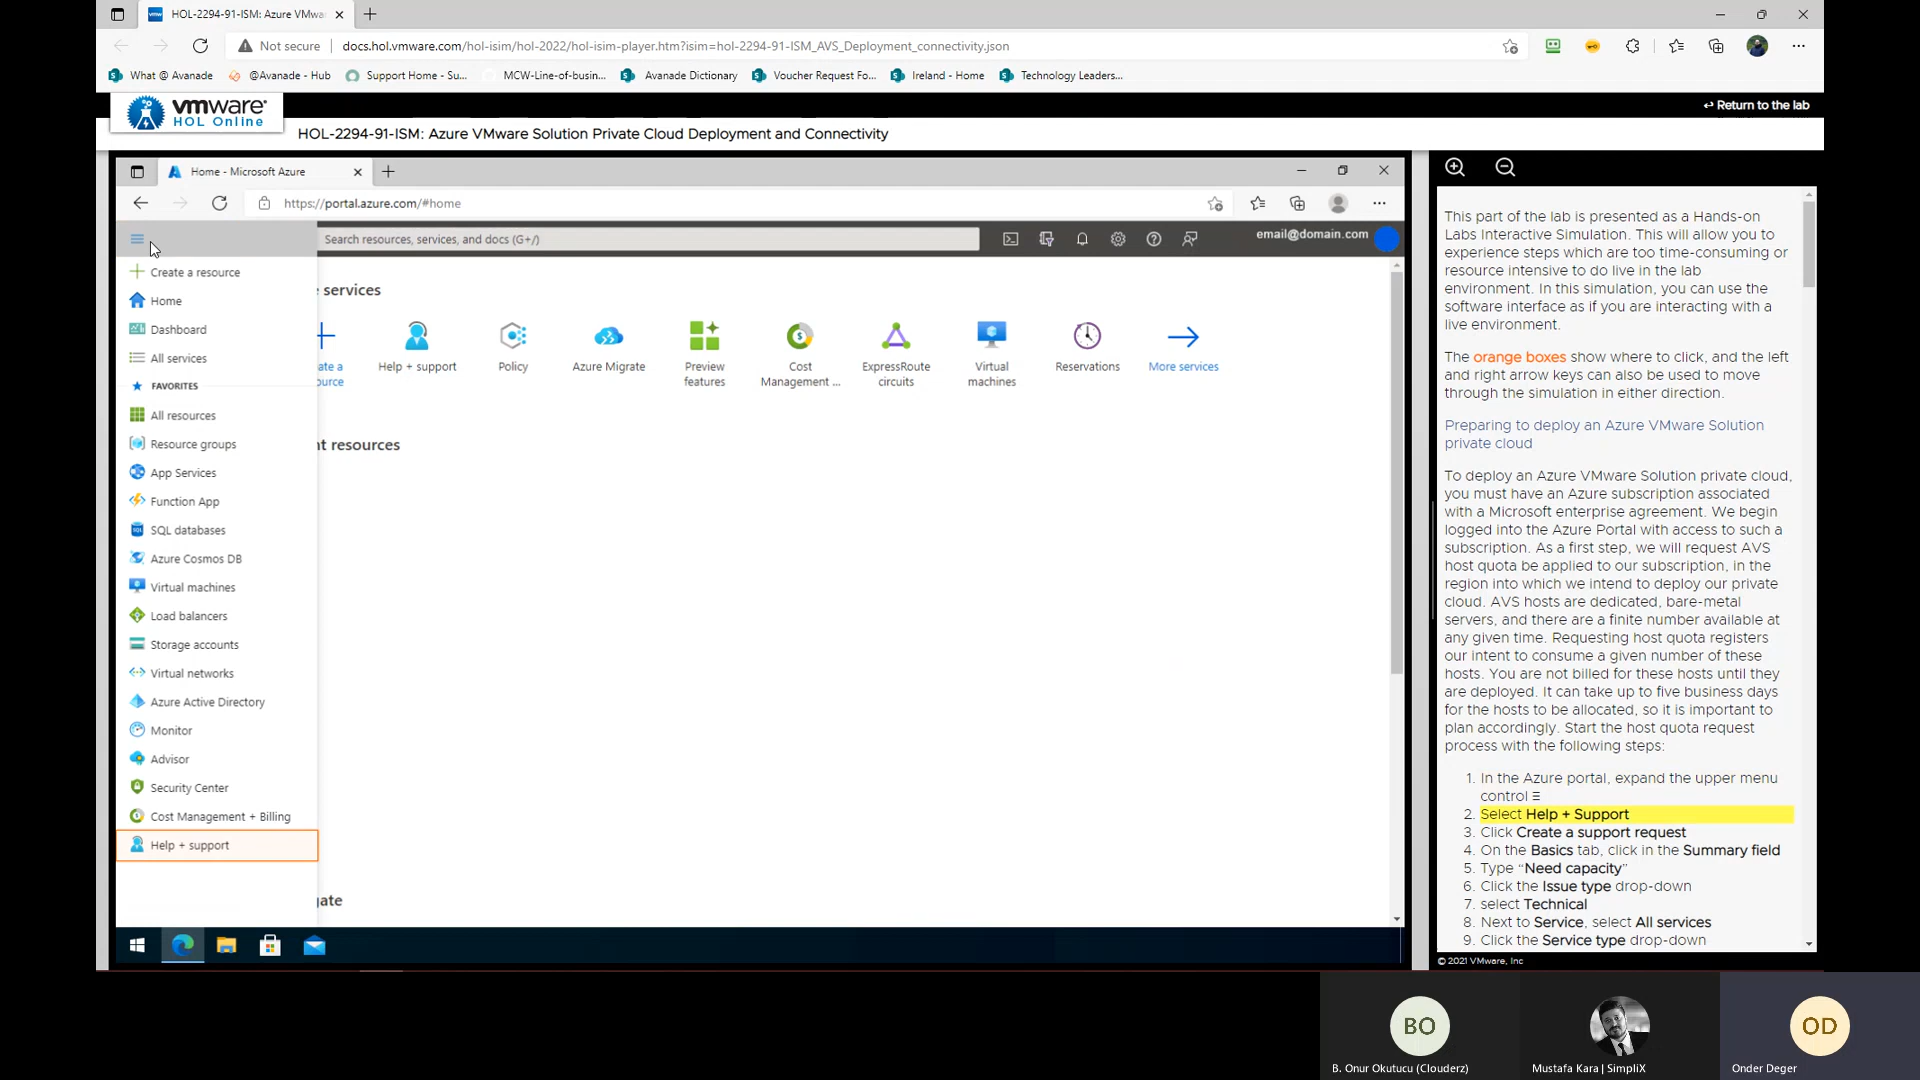 HOL-2294-91-ISM: Azure VMwa
Not secure
docs.hol.vmware.com/hol-isim/hol-2022/hol-isim-player.htm?isim=hol-2294-91-ISM_AVS_Deployment_connectivity.json
What @ Avanade
@Avanade - Hub
Support Home - Su...
MCW-Line-of-busin...
Avanade Dictionary
Voucher Request Fo...
Ireland - Home
Technology Leaders...
vmware
HOL Online
Return to the lab
HOL-2294-91-ISM: Azure VMware Solution Private Cloud Deployment and Connectivity
Home - Microsoft Azure
https://portal.azure.com/#home
Search resources, services, and docs (G+/)
email@domain.com
Create a resource
Home
Dashboard
All services
FAVORITES
All resources
Resource groups
App Services
Function App
SQL databases
Azure Cosmos DB
Virtual machines
Load balancers
Storage accounts
Virtual networks
Azure Active Directory
Monitor
Advisor
Security Center
Cost Management + Billing
Help + support
services
ate a
ource
Help + support
Policy
Azure Migrate
Preview
features
Cost
Management ...
ExpressRoute
circuits
Virtual
machines
Reservations
More services
nt resources
gate
This part of the lab is presented as a Hands-on
Labs Interactive Simulation. This will allow you to
experience steps which are too time-consuming or
resource intensive to do live in the lab
environment. In this simulation, you can use the
software interface as if you are interacting with a
live environment.
The orange boxes show where to click, and the left
and right arrow keys can also be used to move
through the simulation in either direction.
Preparing to deploy an Azure VMware Solution
private cloud
To deploy an Azure VMware Solution private cloud,
you must have an Azure subscription associated
with a Microsoft enterprise agreement. We begin
logged into the Azure Portal with access to such a
subscription. As a first step, we will request AVS
host quota be applied to our subscription, in the
region into which we intend to deploy our private
cloud. AVS hosts are dedicated, bare-metal
servers, and there are a finite number available at
any given time. Requesting host quota registers
our intent to consume a given number of these
hosts. You are not billed for these hosts until they
are deployed. It can take up to five business days
for the hosts to be allocated, so it is important to
plan accordingly. Start the host quota request
process with the following steps:
1. In the Azure portal, expand the upper menu
control ☰
2. Select Help + Support
3. Click Create a support request
4. On the Basics tab, click in the Summary field
5. Type “Need capacity”
6. Click the Issue type drop-down
7. select Technical
8. Next to Service, select All services
9. Click the Service type drop-down
© 2021 VMware, Inc
BO
B. Onur Okutucu (Clouderz)
Mustafa Kara | SimpliX
OD
Onder Deger